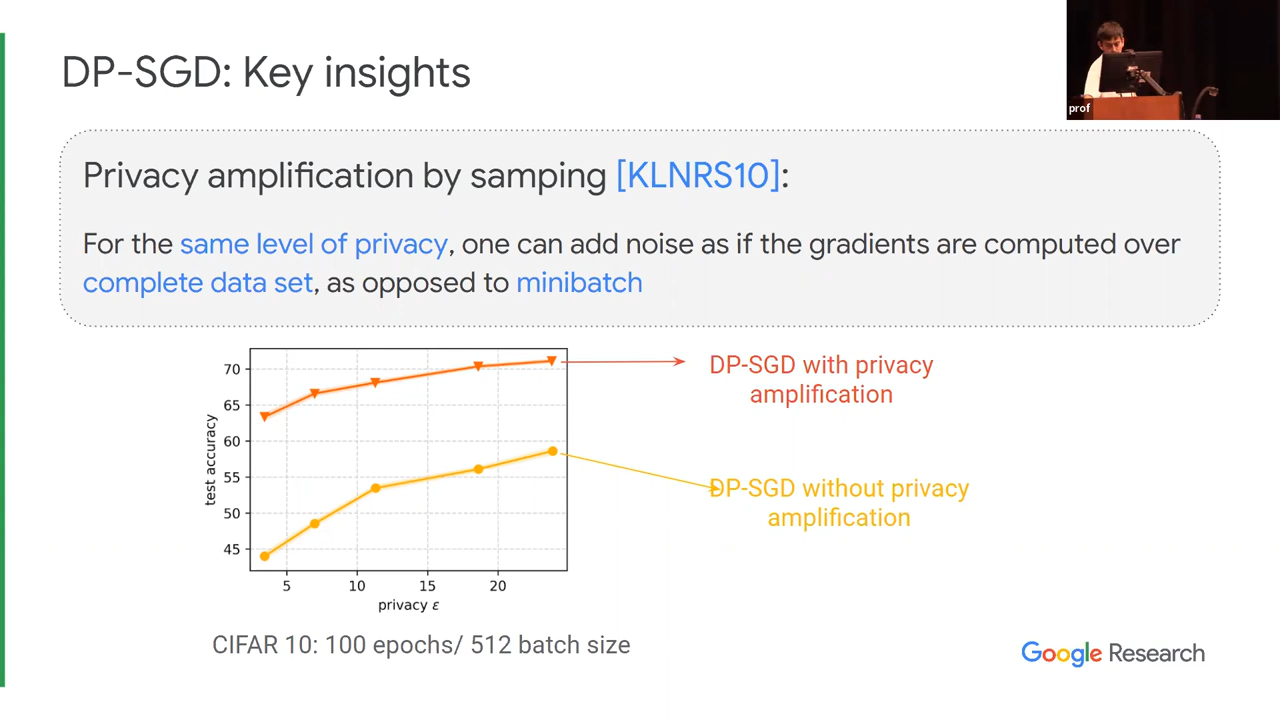 DP-SGD: Key insights
prof
Privacy amplification by samping [KLNRS10]:
For the same level of privacy, one can add noise as if the gradients are computed over
complete data set, as opposed to minibatch
70
65
60
55
50
45
test accuracy
5 10 15 20
privacy ε
DP-SGD with privacy
amplification
DP-SGD without privacy
amplification
CIFAR 10: 100 epochs/ 512 batch size
Google Research